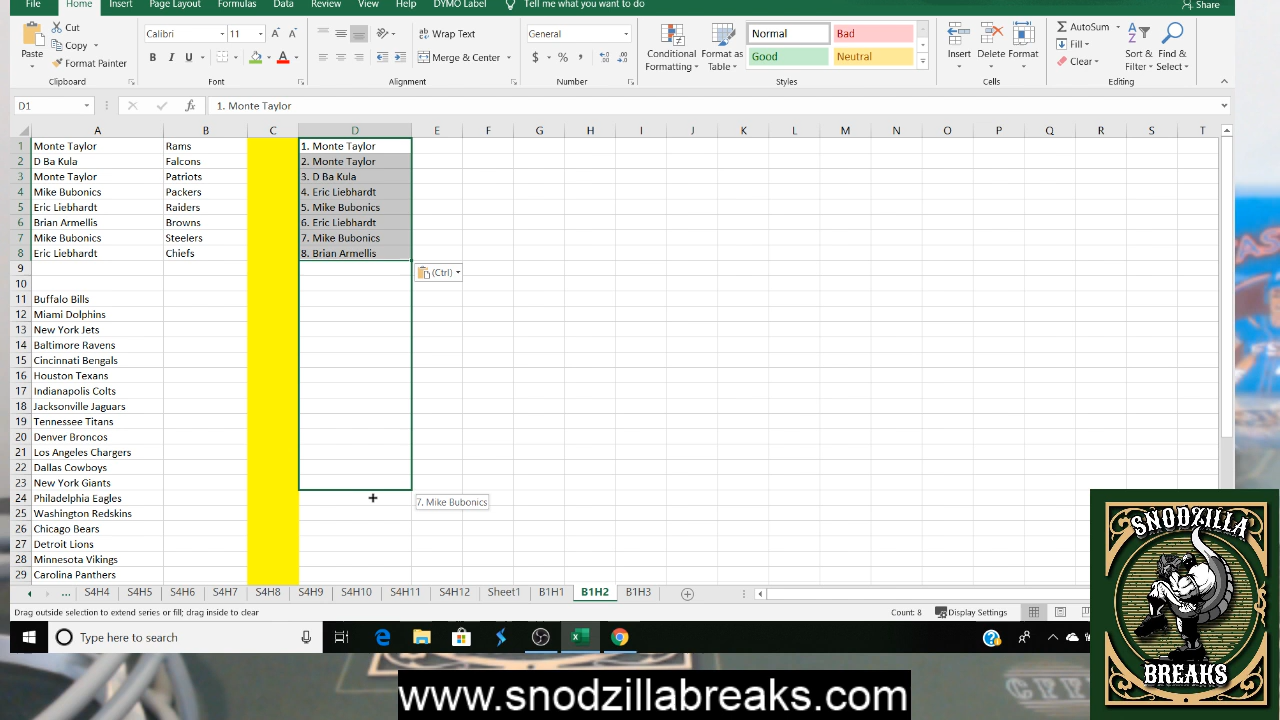 File Home Insert Page Layout Formulas Data Review View Help DYMO Label Tell me what you want to do Share
Cut Calibri 11 Wrap Text General Normal Bad AutoSum
Copy Fill
Paste Format Painter B I U A Merge & Center $ % Conditional Formatting Format as Table Good Neutral Insert Delete Format Clear Sort & Filter Find & Select
Clipboard Font Alignment Number Styles Cells Editing
D1 fx 1. Monte Taylor
A B C D E F G H I J K L M N O P Q R S T
1 Monte Taylor Rams 1. Monte Taylor
2 D Ba Kula Falcons 2. Monte Taylor
3 Monte Taylor Patriots 3. D Ba Kula
4 Mike Bubonics Packers 4. Eric Liebhardt
5 Eric Liebhardt Raiders 5. Mike Bubonics
6 Brian Armellis Browns 6. Eric Liebhardt
7 Mike Bubonics Steelers 7. Mike Bubonics
8 Eric Liebhardt Chiefs 8. Brian Armellis
9 (Ctrl)
10
11 Buffalo Bills
12 Miami Dolphins
13 New York Jets
14 Baltimore Ravens
15 Cincinnati Bengals
16 Houston Texans
17 Indianapolis Colts
18 Jacksonville Jaguars
19 Tennessee Titans
20 Denver Broncos
21 Los Angeles Chargers
22 Dallas Cowboys
23 New York Giants
24 Philadelphia Eagles 7. Mike Bubonics
25 Washington Redskins
26 Chicago Bears
27 Detroit Lions
28 Minnesota Vikings
29 Carolina Panthers
... S4H4 S4H5 S4H6 S4H7 S4H8 S4H9 S4H11 S4H12 Sheet1 B1H2 B1H3
Drag outside selection to extend series or fill; drag inside to clear Count: 8 Display Settings
Type here to search
SNODZILLA
BREAKS
www.snodzillabreaks.com